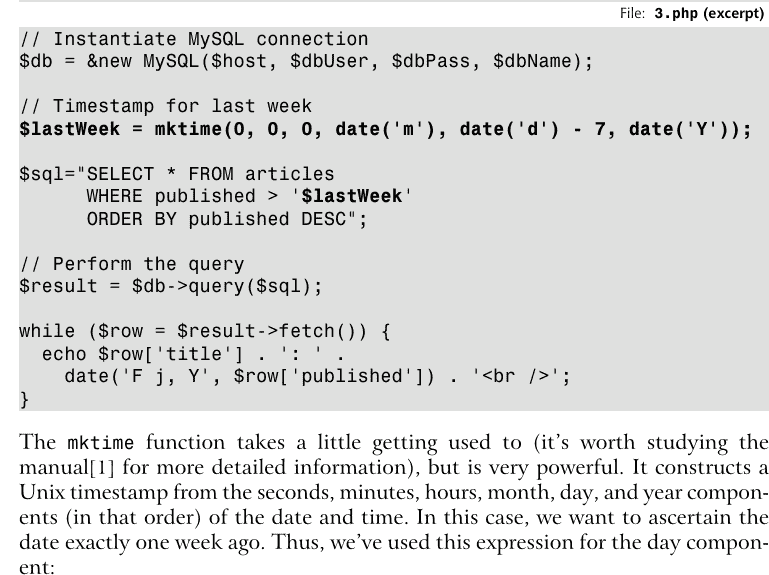 File: 3.php (excerpt)
// Instantiate MySQL connection
$db = &new MySQL($host, $dbUser, $dbPass, $dbName);
// Timestamp for last week
$lastWeek = mktime(0, 0, 0, date('m'), date('d') - 7, date('Y'));
$sql="SELECT * FROM articles
WHERE published > '$lastWeek'
ORDER BY published DESC";
// Perform the query
$result = $db->query($sql);
while ($row = $result->fetch()) {
echo $row['title'] . ': ' .
date('F j, Y', $row['published']) . '<br />';
}
The mktime function takes a little getting used to (it’s worth studying the
manual[1] for more detailed information), but is very powerful. It constructs a
Unix timestamp from the seconds, minutes, hours, month, day, and year compon-
ents (in that order) of the date and time. In this case, we want to ascertain the
date exactly one week ago. Thus, we’ve used this expression for the day compon-
ent: